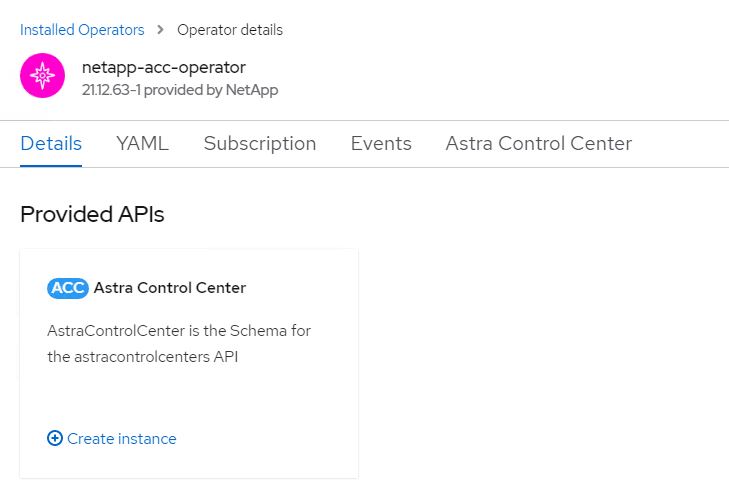 Installed Operators > Operator details
netapp-acc-operator
21.12.63-1 provided by NetApp
Details YAML Subscription Events Astra Control Center
Provided APIs
ACC Astra Control Center
AstraControlCenter is the Schema for
the astracontrolcenters API
Create instance